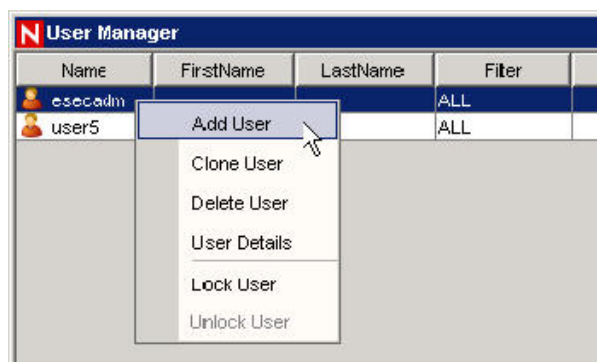 N User Manager
Name FirstName LastName Filter
esecadm ALL
user5 ALL
Add User
Clone User
Delete User
User Details
Lock User
Unlock User